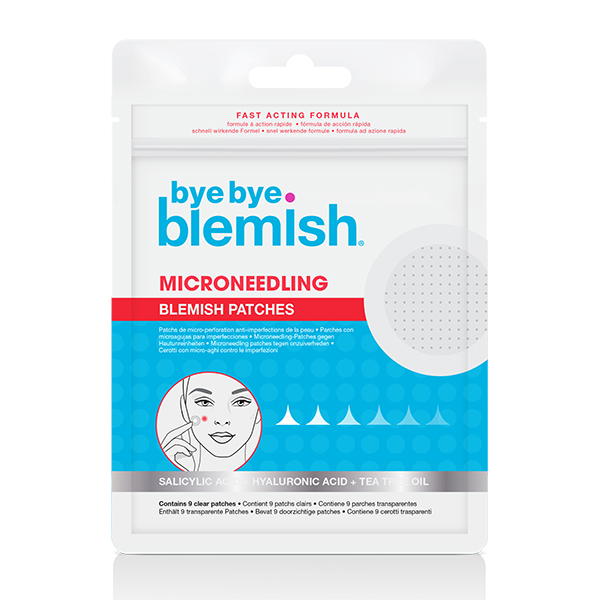 FAST ACTING FORMULA
formule à action rapide • fórmula de acción rápida
schnell wirkende Formel • snel werkende formule • formula ad azione rapida
bye bye
blemish®
MICRONEEDLING
BLEMISH PATCHES
Patchs de micro-perforation anti-imperfections de la peau • Parches con
microagujas para imperfecciones • Microneedling-Patches gegen
Hautunreinheiten • Microneedling patches tegen onzuiverheden •
Cerotti con micro-aghi contro le imperfezioni
SALICYLIC ACID + HYALURONIC ACID + TEA TREE OIL
Contains 9 clear patches • Contient 9 patchs clairs • Contiene 9 parches transparentes
Enthält 9 transparente Patches • Bevat 9 doorzichtige patches • Contiene 9 cerotti trasparenti